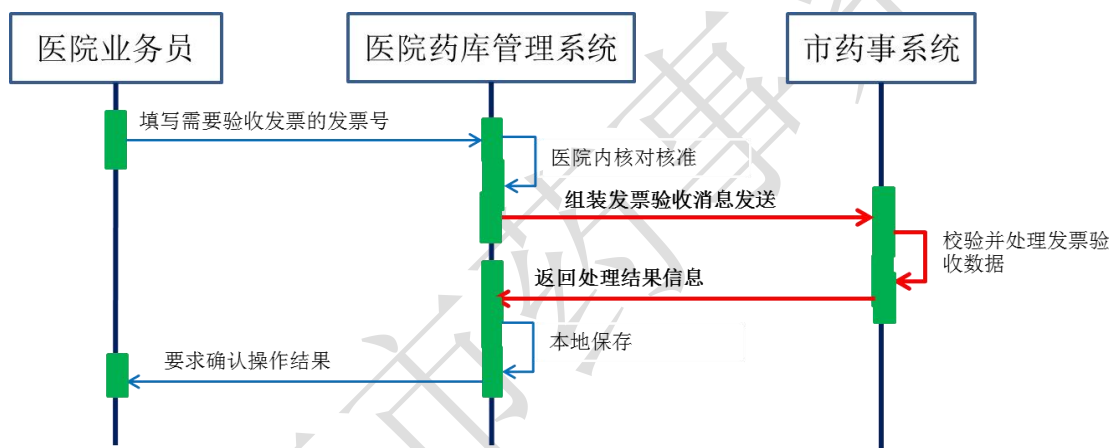 医院业务员
医院药库管理系统
市药事系统
填写需要验收发票的发票号
医院内核对核准
组装发票验收消息发送
校验并处理发票验
收数据
返回处理结果信息
本地保存
要求确认操作结果
市药事